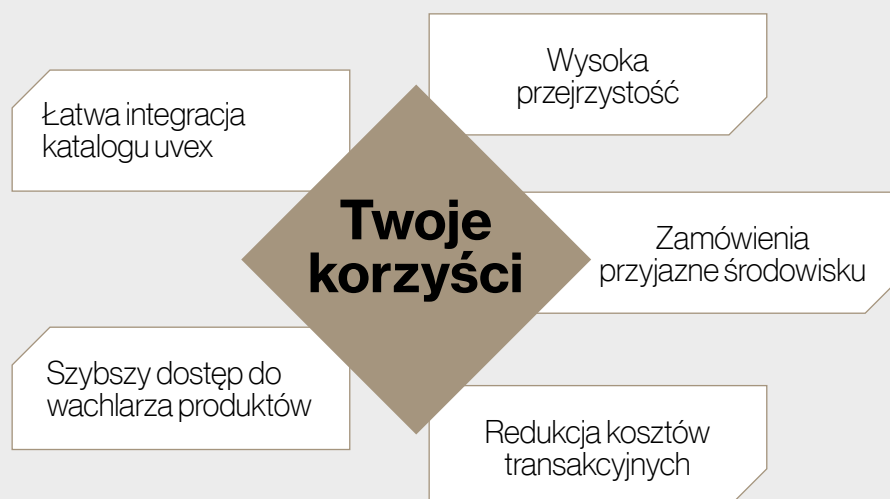 Wysoka
przejrzystość
Łatwa integracja
katalogu uvex
Twoje
korzyści
Zamówienia
przyjazne środowisku
Szybszy dostęp do
wachlarza produktów
Redukcja kosztów
transakcyjnych